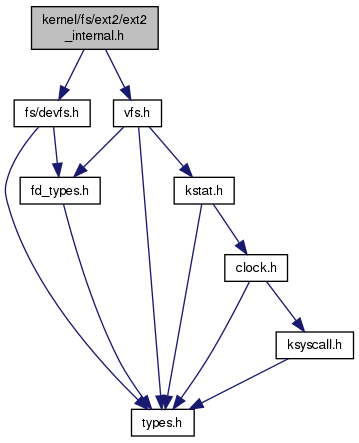 kernel/fs/ext2/ext2
_internal.h
fs/devfs.h
vfs.h
fd_types.h
kstat.h
clock.h
ksyscall.h
types.h